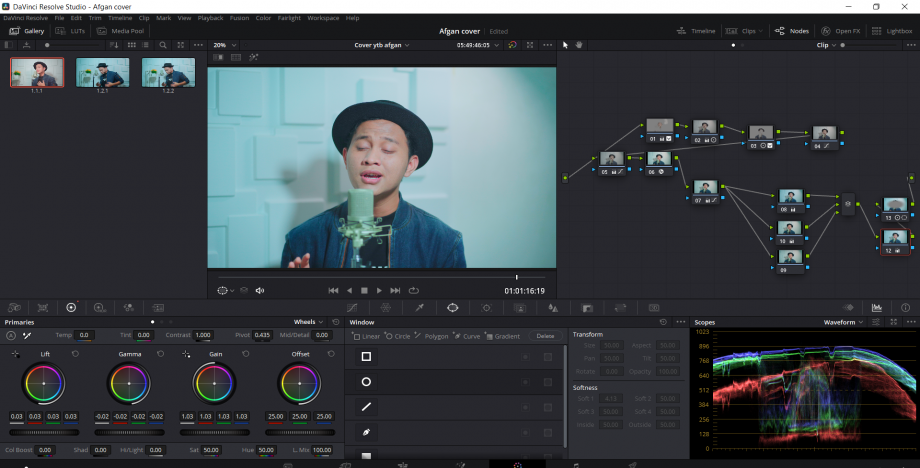 DaVinci Resolve Studio - Afgan cover
DaVinci Resolve File Edit Trim Timeline Clip Mark View Playback Fusion Color Fairlight Workspace Help
Gallery LUTs Media Pool Afgan cover Edited Timeline Clips Nodes Open FX Lightbox
20% Cover ytb afgan 05:49:46:05 Clip
1.1.1 1.2.1 1.2.2
01 02 03 04
05 06
07
08
10
09
13
12
01:01:16:19
Primaries Wheels
Temp 0.0 Tint 0.00 Contrast 1.000 Pivot 0.435 Mid/Detail 0.00
Lift Gamma Gain Offset
0.03 0.03 0.03 0.03 -0.02 -0.02 -0.02 -0.02 1.03 1.03 1.03 1.03 25.00 25.00 25.00
Col Boost 0.00 Shad 0.00 Hi/Light 0.00 Sat 50.00 Hue 50.00 L. Mix 100.00
Window
Linear Circle Polygon Curve Gradient Delete
Transform
Size 50.00 Aspect 50.00
Pan 50.00 Tilt 50.00
Rotate 0.00 Opacity 100.00
Softness
Soft 1 4.13 Soft 2 50.00
Soft 3 50.00 Soft 4 50.00
Inside 50.00 Outside 50.00
Scopes Waveform
1023
896
768
640
512
384
256
128
0